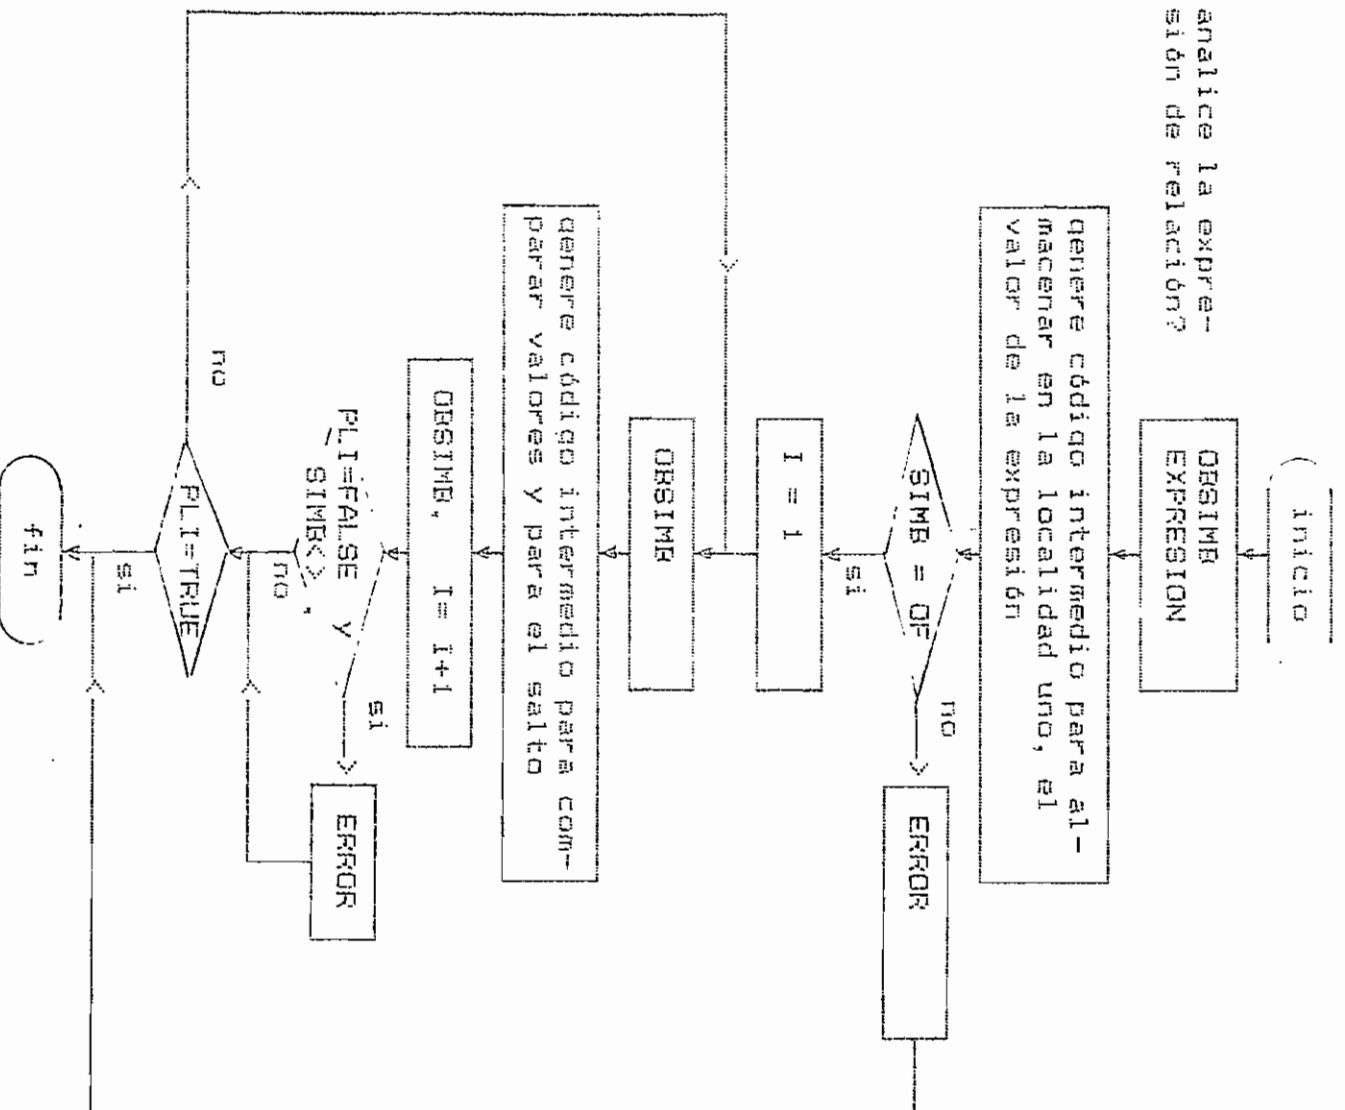 inicio
analice la expre-
sión de relación?
OBSIMB
EXPRESION
genere código intermedio para al-
macenar en la localidad uno, el
valor de la expresión
SIMB = OF
no
ERROR
si
I = 1
OBSIMB
genere código intermedio para com-
parar valores y para el salto
OBSIMB, I= I+1
PLI=FALSE y
SIMB<> ,
si
ERROR
no
PLI=TRUE
no
si
fin